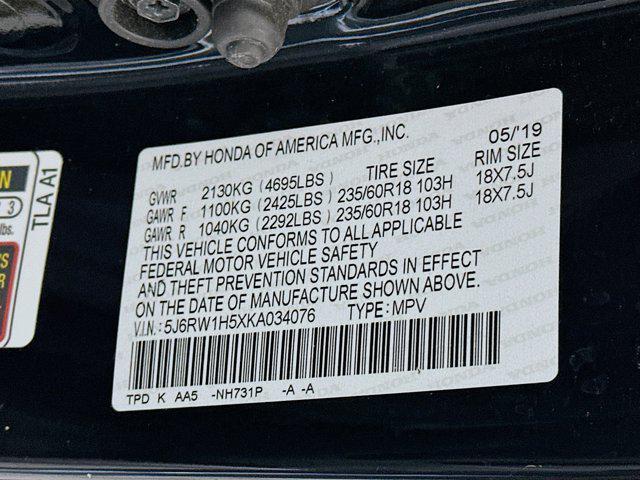 MFD.BY HONDA OF AMERICA MFG.,INC. 05/'19
GVWR 2130KG (4695LBS) TIRE SIZE RIM SIZE
GAWR F 1100KG (2425LBS) 235/60R18 103H 18X7.5J
GAWR R 1040KG (2292LBS) 235/60R18 103H 18X7.5J
THIS VEHICLE CONFORMS TO ALL APPLICABLE
FEDERAL MOTOR VEHICLE SAFETY
AND THEFT PREVENTION STANDARDS IN EFFECT
ON THE DATE OF MANUFACTURE SHOWN ABOVE.
V.I.N.: 5J6RW1H5XKA034076 TYPE: MPV
TPD K AA5 -NH731P -A -A
TLA A1
3
lbs.